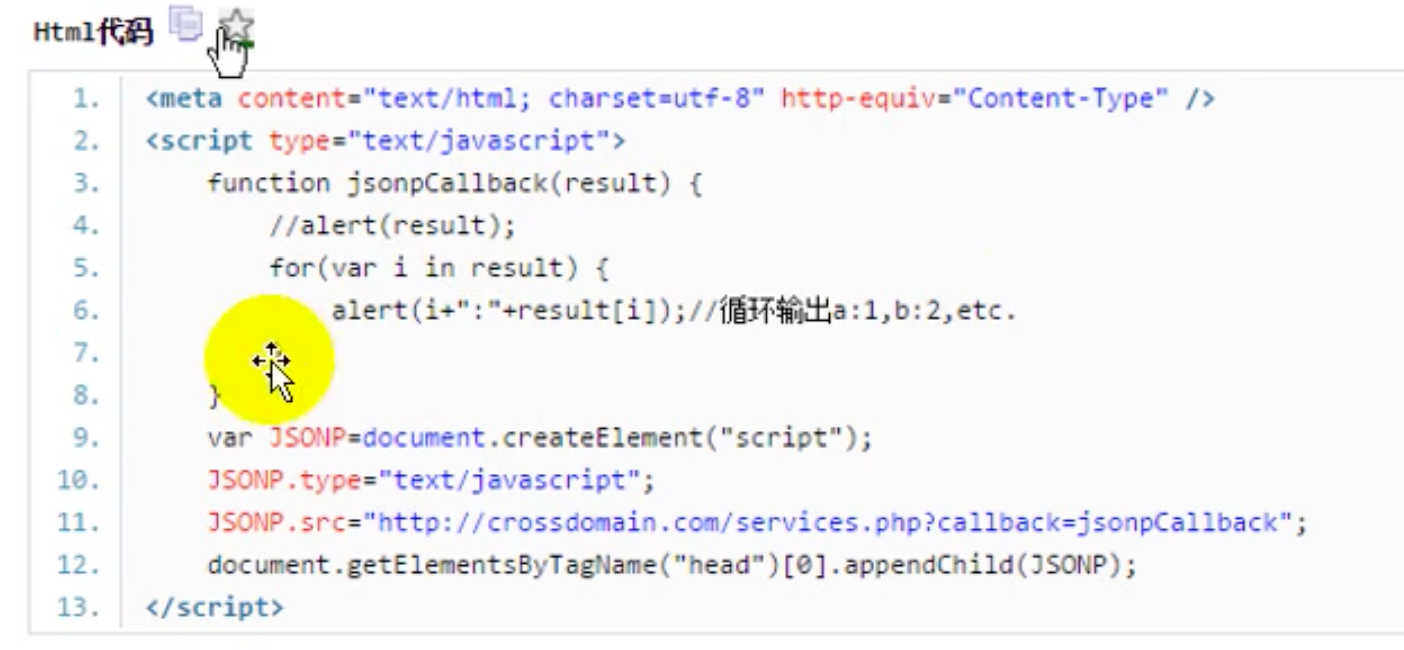 Html代码
1. <meta content="text/html; charset=utf-8" http-equiv="Content-Type" />
2. <script type="text/javascript">
3. function jsonpCallback(result) {
4. //alert(result);
5. for(var i in result) {
6. alert(i+":"+result[i]);//循环输出a:1,b:2,etc.
7.
8. }
9. var JSONP=document.createElement("script");
10. JSONP.type="text/javascript";
11. JSONP.src="http://crossdomain.com/services.php?callback=jsonpCallback";
12. document.getElementsByTagName("head")[0].appendChild(JSONP);
13. </script>